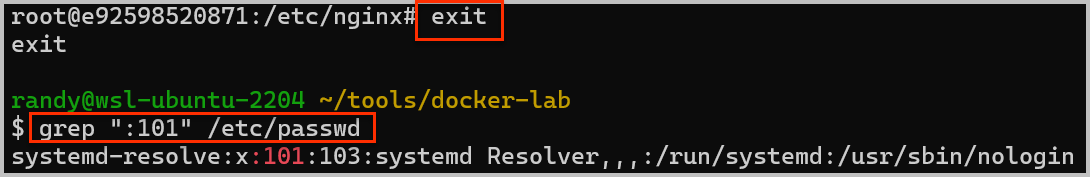 root@e92598520871:/etc/nginx# exit
exit
randy@wsl-ubuntu-2204 ~/tools/docker-lab
$ grep ":101" /etc/passwd
systemd-resolve:x:101:103:systemd Resolver,,,:/run/systemd:/usr/sbin/nologin